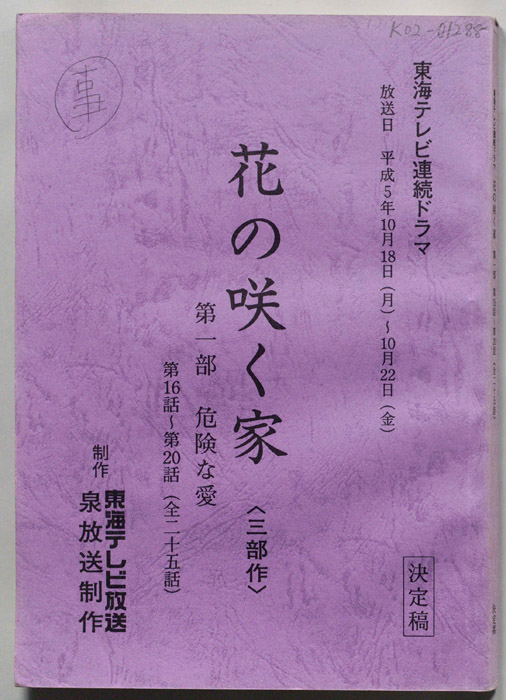 K02-
東海テレビ連続ドラマ
放送日 平成5年10月18日(月)～10月22日(金)
花の咲く家〈三部作〉
第一部 危険な愛
第16話～第20話(全二十五話)
制作 東海テレビ放送
泉放送制作
決定稿
決定稿